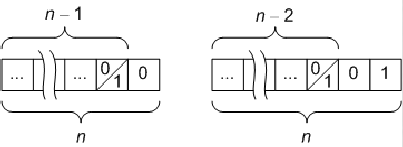 n – 1
n – 2
... ... 0/1 0
... ... 0/1 0 1
n
n